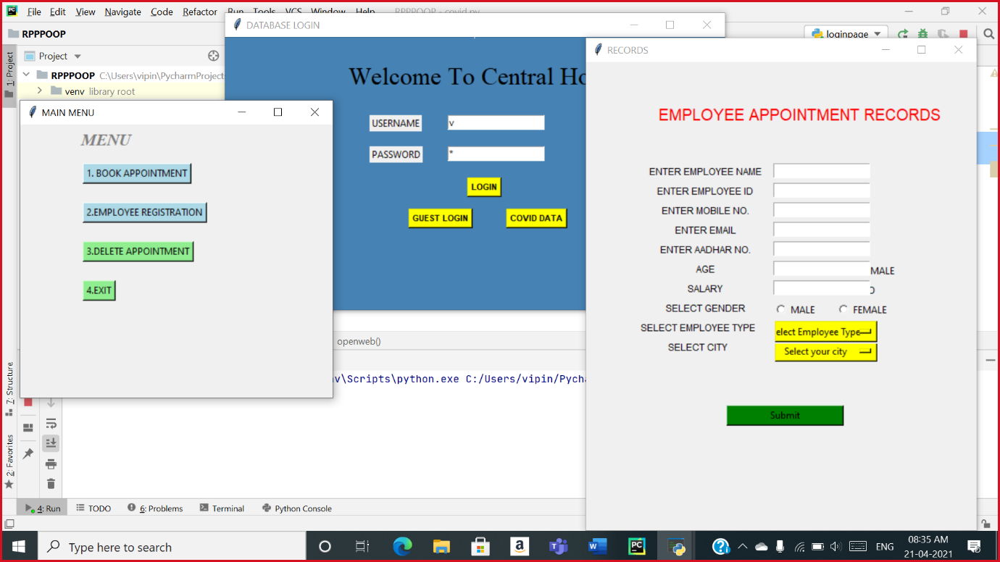 File Edit View Navigate Code Refactor Run Tools VCS Window Help RPPPOOP - covid.py
RPPPOOP
loginpage
1: Project
Project
RPPPOOP C:\Users\vipin\PycharmProjects
venv library root
DATABASE LOGIN
Welcome To Central Ho
USERNAME v
PASSWORD *
LOGIN
GUEST LOGIN COVID DATA
MAIN MENU
MENU
1. BOOK APPOINTMENT
2.EMPLOYEE REGISTRATION
3.DELETE APPOINTMENT
4.EXIT
RECORDS
EMPLOYEE APPOINTMENT RECORDS
ENTER EMPLOYEE NAME
ENTER EMPLOYEE ID
ENTER MOBILE NO.
ENTER EMAIL
ENTER AADHAR NO.
AGE MALE
SALARY
SELECT GENDER MALE FEMALE
SELECT EMPLOYEE TYPE elect Employee Type
SELECT CITY Select your city
Submit
openweb()
v\Scripts\python.exe C:/Users/vipin/Pycha
7: Structure
2: Favorites
4: Run TODO 6: Problems Terminal Python Console
Type here to search
ENG
08:35 AM
21-04-2021